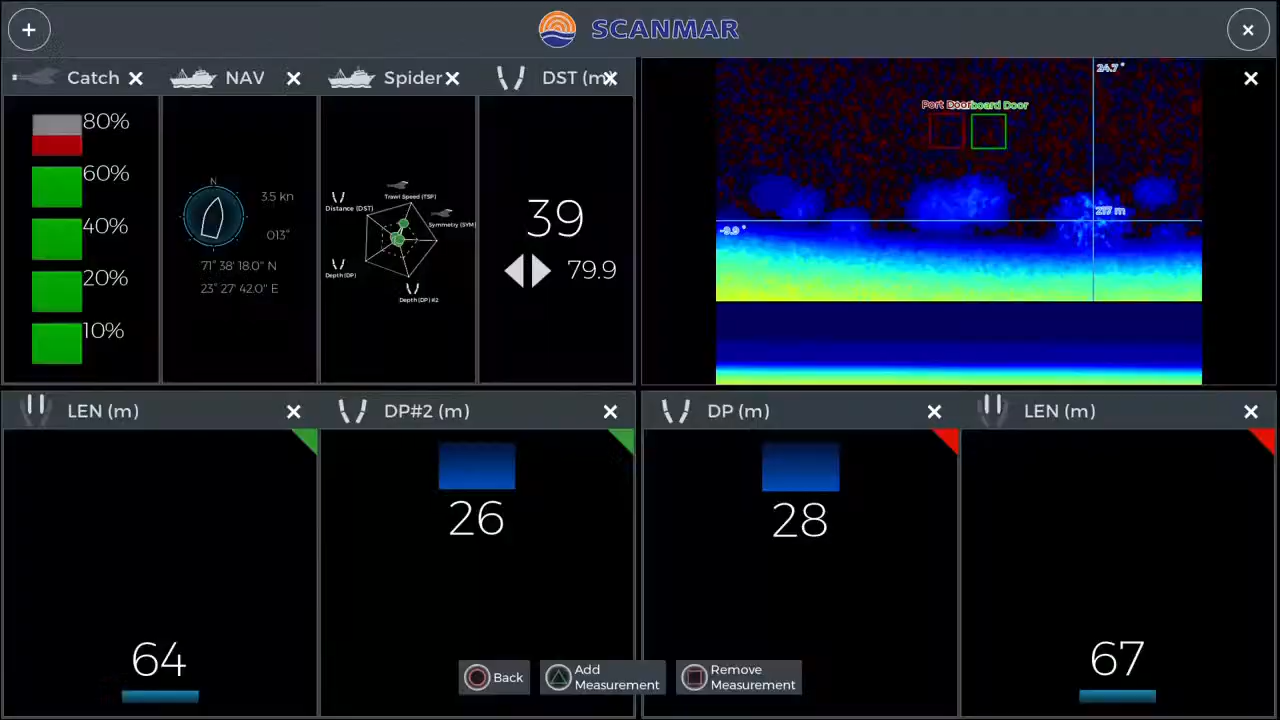 SCANMAR
Catch
NAV
Spider
DST (m)
80%
60%
40%
20%
10%
N
3.5 kn
013°
71° 38' 18.0" N
23° 27' 42.0" E
Trawl Speed (TSP)
Distance (DST)
Symmetry (SYM)
Depth (DP)
Depth (DP) #2
39
79.9
24.7 °
Port Door
board Door
217 m
-9.9 °
LEN (m)
DP#2 (m)
DP (m)
LEN (m)
26
28
64
67
Back
Add
Measurement
Remove
Measurement